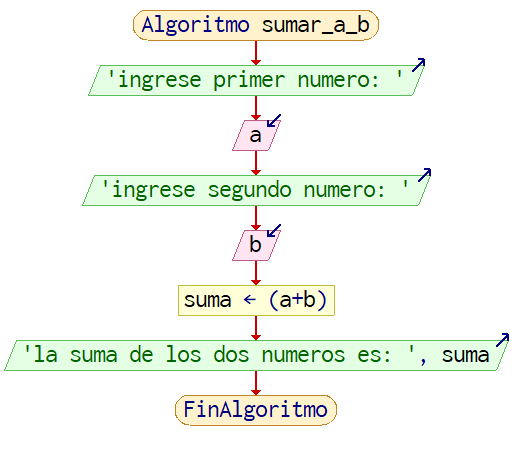 Algoritmo sumar_a_b
'ingrese primer numero: '
a
'ingrese segundo numero: '
b
suma ← (a+b)
'la suma de los dos numeros es: ', suma
FinAlgoritmo